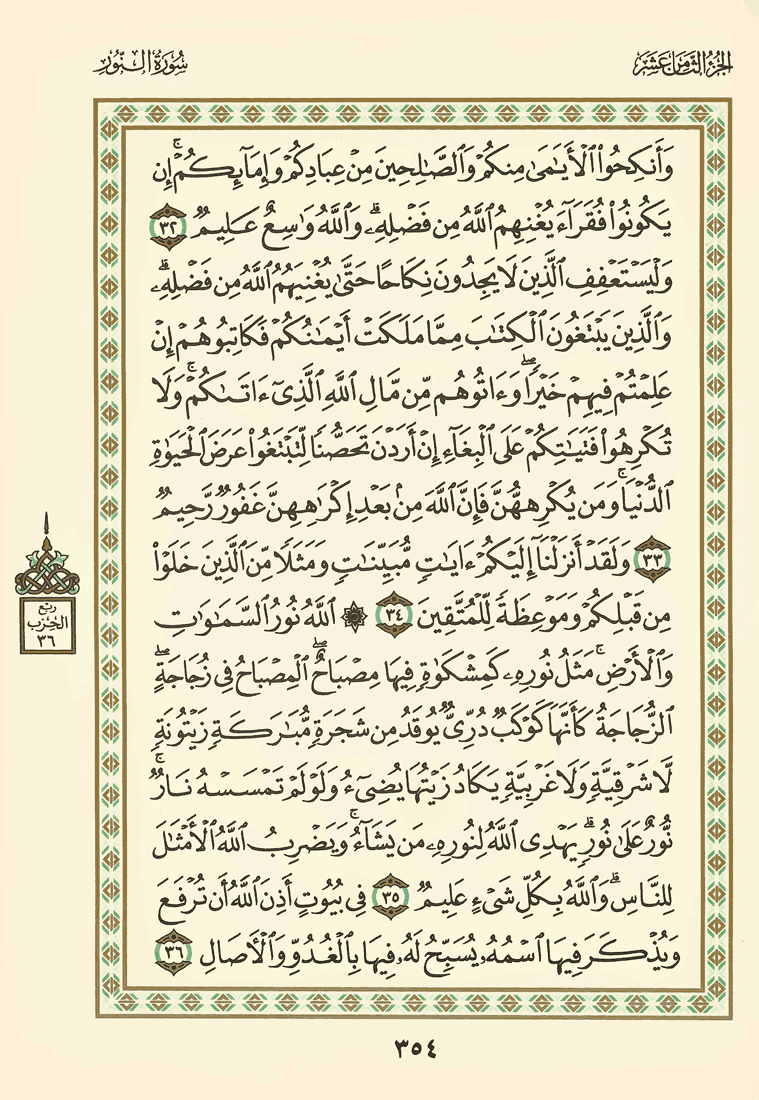 الجزء الثامن عشر
سورة النور
وَأَنكِحُوا۟ ٱلْأَيَـٰمَىٰ مِنكُمْ وَٱلصَّـٰلِحِينَ مِنْ عِبَادِكُمْ وَإِمَآئِكُمْ ۚ إِن
يَكُونُوا۟ فُقَرَآءَ يُغْنِهِمُ ٱللَّهُ مِن فَضْلِهِۦ ۗ وَٱللَّهُ وَٰسِعٌ عَلِيمٌ ٣٢
وَلْيَسْتَعْفِفِ ٱلَّذِينَ لَا يَجِدُونَ نِكَاحًا حَتَّىٰ يُغْنِيَهُمُ ٱللَّهُ مِن فَضْلِهِۦ ۗ
وَٱلَّذِينَ يَبْتَغُونَ ٱلْكِتَـٰبَ مِمَّا مَلَكَتْ أَيْمَـٰنُكُمْ فَكَاتِبُوهُمْ إِنْ
عَلِمْتُمْ فِيهِمْ خَيْرًا ۖ وَءَاتُوهُم مِّن مَّالِ ٱللَّهِ ٱلَّذِىٓ ءَاتَىٰكُمْ ۚ وَلَا
تُكْرِهُوا۟ فَتَيَـٰتِكُمْ عَلَى ٱلْبِغَآءِ إِنْ أَرَدْنَ تَحَصُّنًا لِّتَبْتَغُوا۟ عَرَضَ ٱلْحَيَوٰةِ
ٱلدُّنْيَا ۚ وَمَن يُكْرِههُّنَّ فَإِنَّ ٱللَّهَ مِنۢ بَعْدِ إِكْرَٰهِهِنَّ غَفُورٌ رَّحِيمٌ
٣٣ وَلَقَدْ أَنزَلْنَآ إِلَيْكُمْ ءَايَـٰتٍ مُّبَيِّنَـٰتٍ وَمَثَلًا مِّنَ ٱلَّذِينَ خَلَوْا۟
مِن قَبْلِكُمْ وَمَوْعِظَةً لِّلْمُتَّقِينَ ٣٤ ۞ ٱللَّهُ نُورُ ٱلسَّمَـٰوَٰتِ
وَٱلْأَرْضِ ۚ مَثَلُ نُورِهِۦ كَمِشْكَوٰةٍ فِيهَا مِصْبَاحٌ ۖ ٱلْمِصْبَاحُ فِى زُجَاجَةٍ ۖ
ٱلزُّجَاجَةُ كَأَنَّهَا كَوْكَبٌ دُرِّىٌّ يُوقَدُ مِن شَجَرَةٍ مُّبَـٰرَكَةٍ زَيْتُونَةٍ
لَّا شَرْقِيَّةٍ وَلَا غَرْبِيَّةٍ يَكَادُ زَيْتُهَا يُضِىٓءُ وَلَوْ لَمْ تَمْسَسْهُ نَارٌ ۚ
نُّورٌ عَلَىٰ نُورٍ ۗ يَهْدِى ٱللَّهُ لِنُورِهِۦ مَن يَشَآءُ ۚ وَيَضْرِبُ ٱللَّهُ ٱلْأَمْثَـٰلَ
لِلنَّاسِ ۗ وَٱللَّهُ بِكُلِّ شَىْءٍ عَلِيمٌ ٣٥ فِى بُيُوتٍ أَذِنَ ٱللَّهُ أَن تُرْفَعَ
وَيُذْكَرَ فِيهَا ٱسْمُهُۥ يُسَبِّحُ لَهُۥ فِيهَا بِٱلْغُدُوِّ وَٱلْـَٔاصَالِ ٣٦
ربع
الحزب
٣٦
٣٥٤